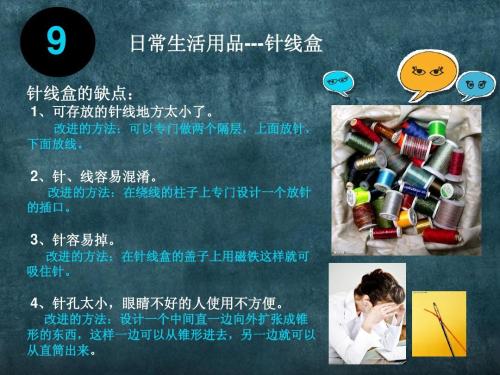 9
日常生活用品---针线盒
针线盒的缺点：
1、可存放的针线地方太小了。
改进的方法：可以专门做两个隔层，上面放针，
下面放线。
2、针、线容易混淆。
改进的方法：在绕线的柱子上专门设计一个放针
的插口。
3、针容易掉。
改进的方法：在针线盒的盖子上用磁铁这样就可
吸住针。
4、针孔太小，眼睛不好的人使用不方便。
改进的方法：设计一个中间直一边向外扩张成锥
形的东西，这样一边可以从锥形进去，另一边就可以
从直筒出来。